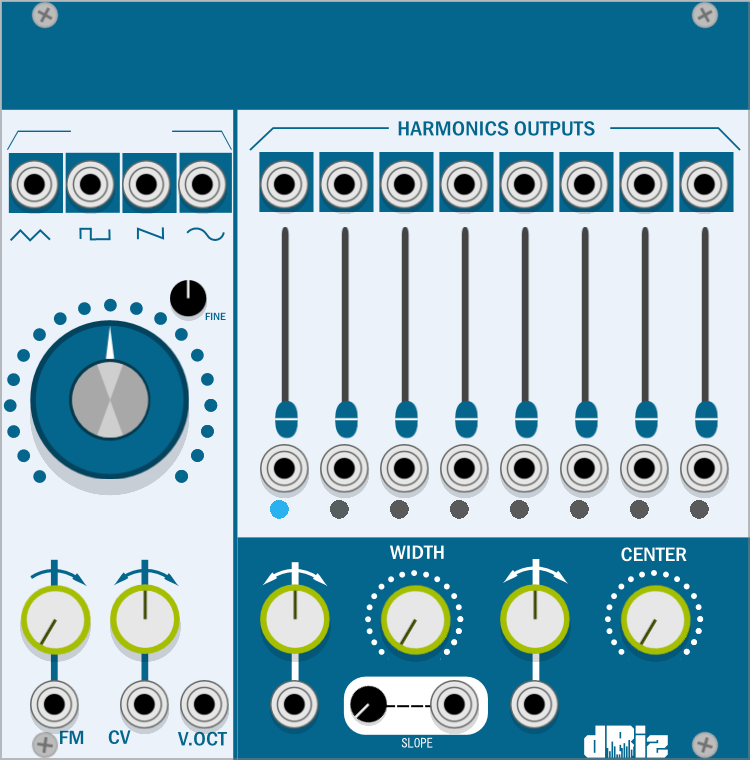 HARMONICS OUTPUTS
FINE
WIDTH
CENTER
FM
CV
V.OCT
SLOPE
dRiz